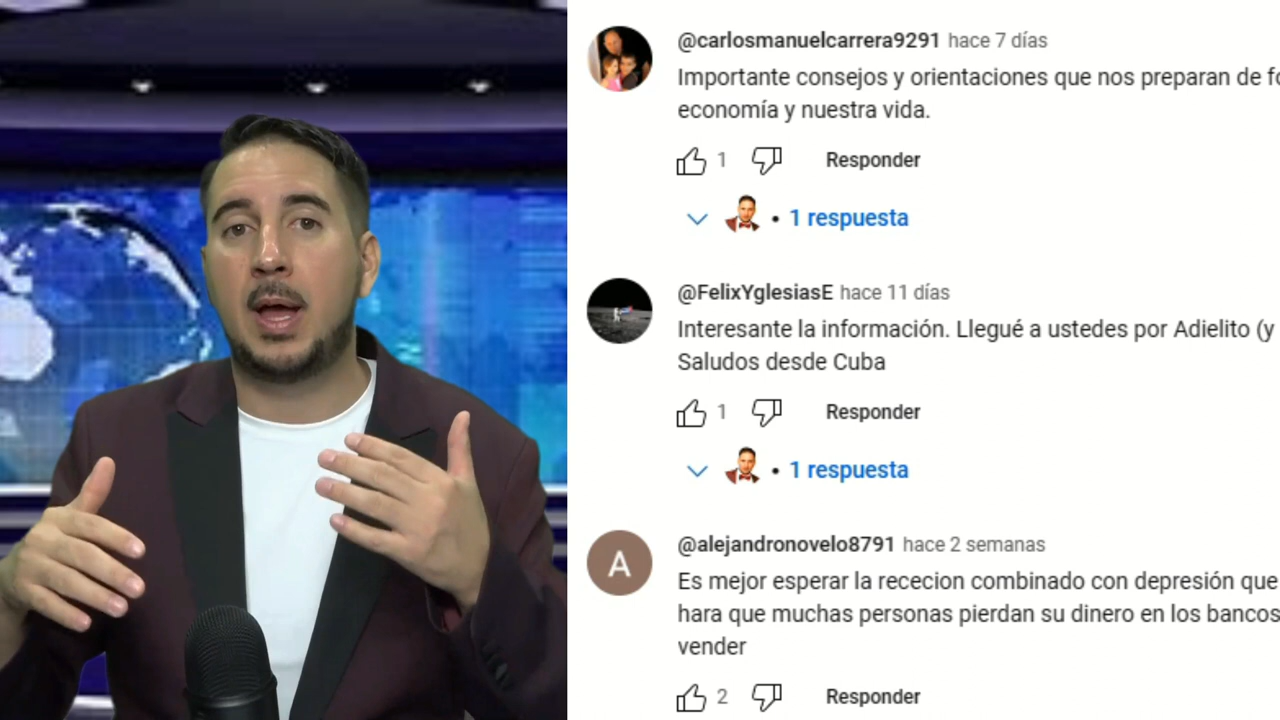 @carlosmanuelcarrera9291 hace 7 días
Importante consejos y orientaciones que nos preparan de
economía y nuestra vida.
1 Responder
• 1 respuesta
@FelixYglesiasE hace 11 días
Interesante la información. Llegué a ustedes por Adielito (y
Saludos desde Cuba
1 Responder
• 1 respuesta
A
@alejandronovelo8791 hace 2 semanas
Es mejor esperar la rececion combinado con depresión que
hara que muchas personas pierdan su dinero en los bancos
vender
2 Responder